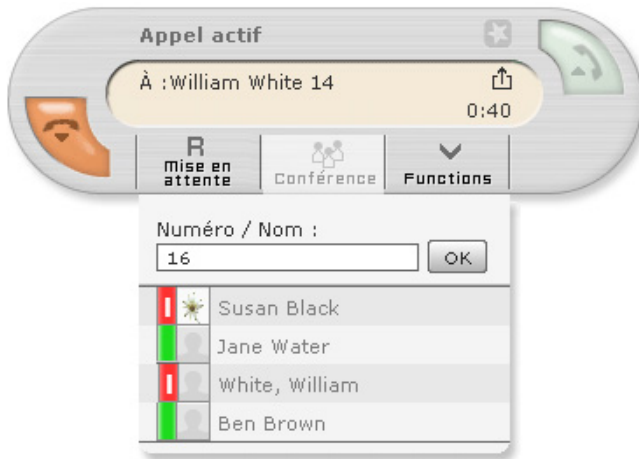 Appel actif
À :William White 14
0:40
R
Mise en
attente
Conférence
Functions
Numéro / Nom :
16
OK
Susan Black
Jane Water
White, William
Ben Brown